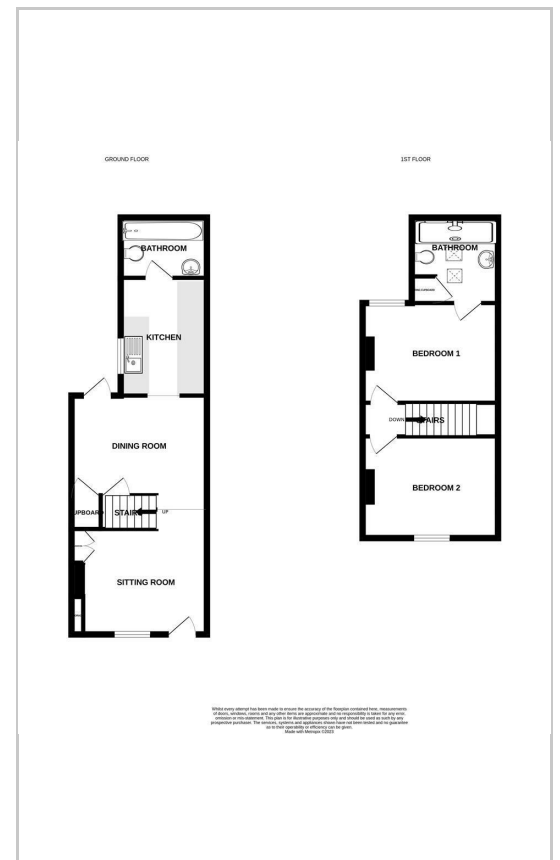 GROUND FLOOR
BATHROOM
KITCHEN
DINING ROOM
UPBOARD
STAIRS
UP
SITTING ROOM
1ST FLOOR
BATHROOM
BEDROOM 1
DOWN
STAIRS
BEDROOM 2
Whilst every attempt has been made to ensure the accuracy of the floorplan contained here, measurements
of doors, windows, rooms and any other items are approximate and no responsibility is taken for any error,
omission or mis-statement. This plan is for illustrative purposes only and should be used as such by any
prospective purchaser. The services, systems and appliances shown have not been tested and no guarantee
as to their operability or efficiency can be given.
Made with Metropix ©2023